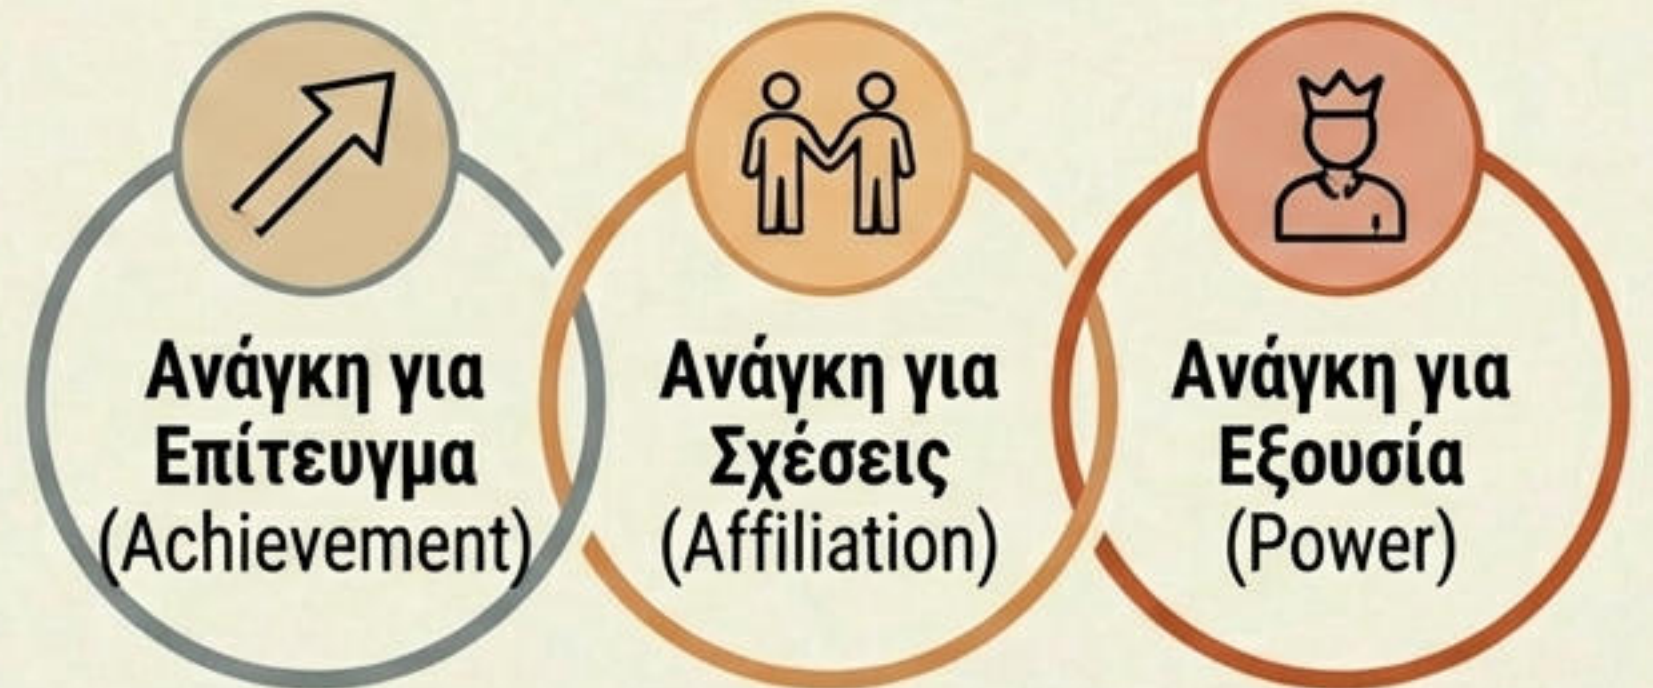 Ανάγκη για
Επίτευγμα
(Achievement)
Ανάγκη για
Σχέσεις
(Affiliation)
Ανάγκη για
Εξουσία
(Power)